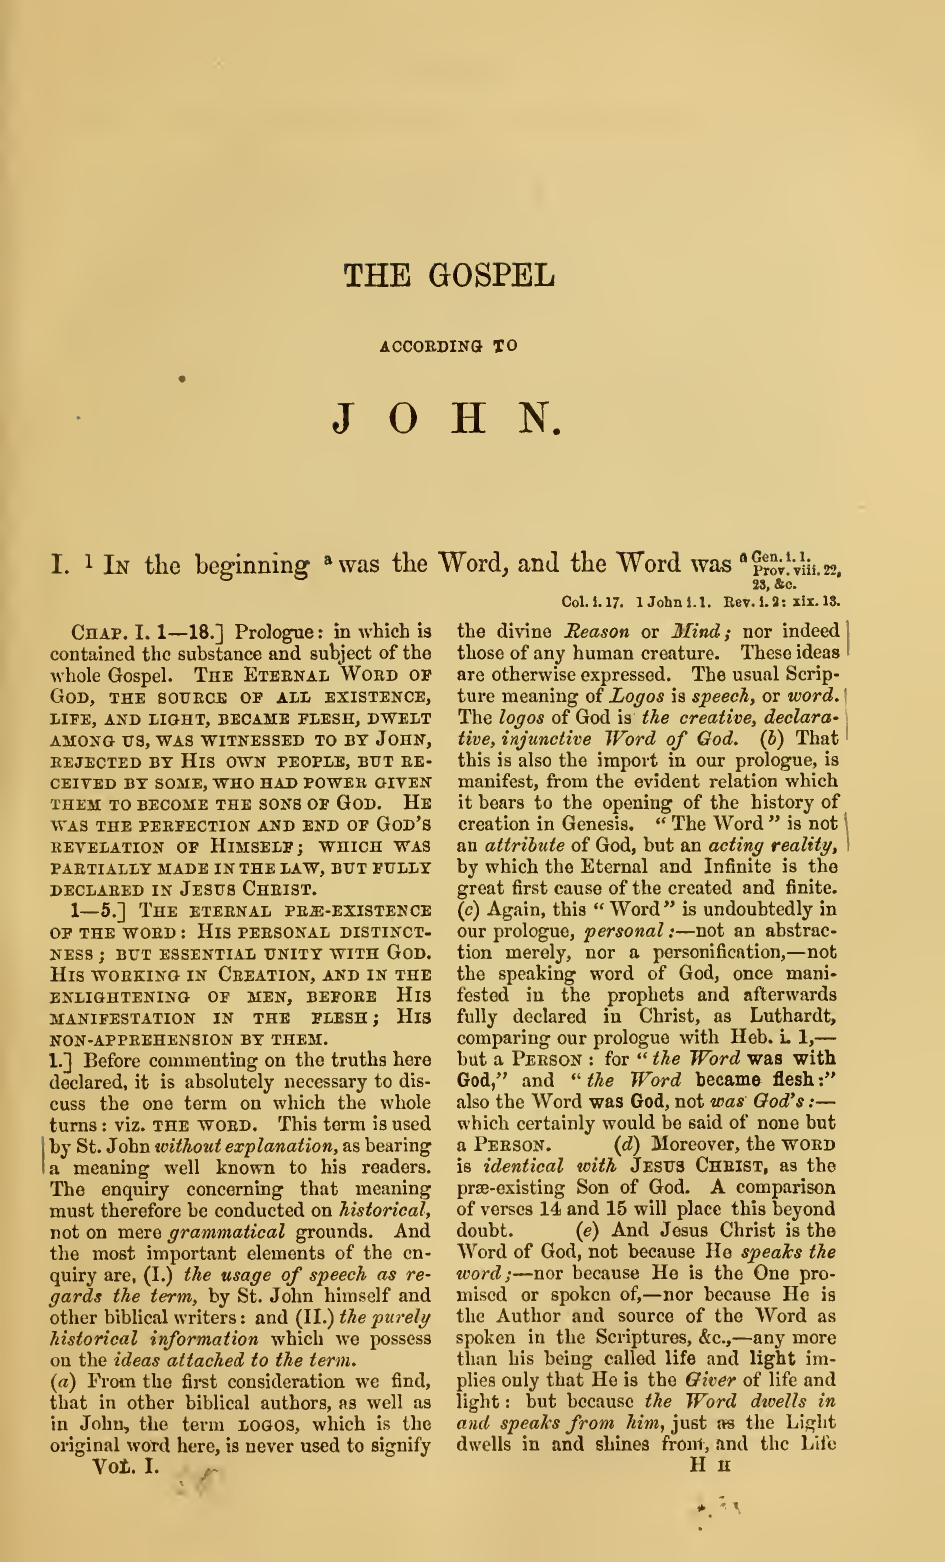 THE GOSPEL
ACCORDING TO
JOHN.
I. 1 IN the beginning a was the Word, and the Word was
a Gen. i. 1.
Prov. viii. 22,
23, &c.
Col. i. 17. 1 John i. 1. Rev. i. 2: xix. 13.
CHAP. I. 1—18.] Prologue: in which is
contained the substance and subject of the
whole Gospel. THE ETERNAL WORD OF
GOD, THE SOURCE OF ALL EXISTENCE,
LIFE, AND LIGHT, BECAME FLESH, DWELT
AMONG US, WAS WITNESSED TO BY JOHN,
REJECTED BY HIS OWN PEOPLE, BUT RE-
CEIVED BY SOME, WHO HAD POWER GIVEN
THEM TO BECOME THE SONS OF GOD. HE
WAS THE PERFECTION AND END OF GOD'S
REVELATION OF HIMSELF; WHICH WAS
PARTIALLY MADE IN THE LAW, BUT FULLY
DECLARED IN JESUS CHRIST.
1—5.] THE ETERNAL PRÆ-EXISTENCE
OF THE WORD: HIS PERSONAL DISTINCT-
NESS; BUT ESSENTIAL UNITY WITH GOD.
HIS WORKING IN CREATION, AND IN THE
ENLIGHTENING OF MEN, BEFORE HIS
MANIFESTATION IN THE FLESH; HIS
NON-APPREHENSION BY THEM.
1.] Before commenting on the truths here
declared, it is absolutely necessary to dis-
cuss the one term on which the whole
turns: viz. THE WORD. This term is used
by St. John without explanation, as bearing
a meaning well known to his readers.
The enquiry concerning that meaning
must therefore be conducted on historical,
not on mere grammatical grounds. And
the most important elements of the en-
quiry are, (I.) the usage of speech as re-
gards the term, by St. John himself and
other biblical writers: and (II.) the purely
historical information which we possess
on the ideas attached to the term.
(a) From the first consideration we find,
that in other biblical authors, as well as
in John, the term LOGOS, which is the
original word here, is never used to signify
the divine Reason or Mind; nor indeed
those of any human creature. These ideas
are otherwise expressed. The usual Scrip-
ture meaning of Logos is speech, or word.
The logos of God is the creative, declara-
tive, injunctive Word of God. (b) That
this is also the import in our prologue, is
manifest, from the evident relation which
it bears to the opening of the history of
creation in Genesis. "The Word" is not
an attribute of God, but an acting reality,
by which the Eternal and Infinite is the
great first cause of the created and finite.
(c) Again, this "Word" is undoubtedly in
our prologue, personal:—not an abstrac-
tion merely, nor a personification,—not
the speaking word of God, once mani-
fested in the prophets and afterwards
fully declared in Christ, as Luthardt,
comparing our prologue with Heb. i. 1,—
but a PERSON: for "the Word was with
God," and "the Word became flesh:"
also the Word was God, not was God's:—
which certainly would be said of none but
a PERSON. (d) Moreover, the WORD
is identical with JESUS CHRIST, as the
præ-existing Son of God. A comparison
of verses 14 and 15 will place this beyond
doubt. (e) And Jesus Christ is the
Word of God, not because He speaks the
word;—nor because He is the One pro-
mised or spoken of,—nor because He is
the Author and source of the Word as
spoken in the Scriptures, &c.,—any more
than his being called life and light im-
plies only that He is the Giver of life and
light: but because the Word dwells in
and speaks from him, just as the Light
dwells in and shines from, and the Life
VOL. I.
H H